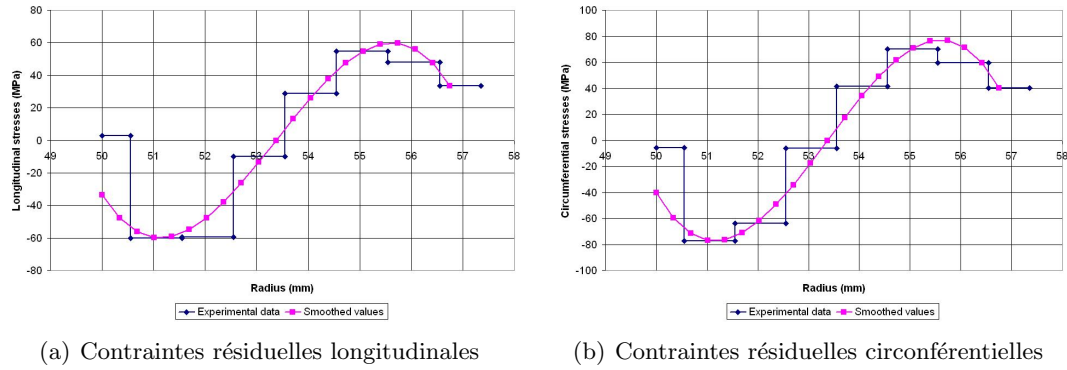 80
60
40
20
0
-20
-40
-60
-80
49 50 51 52 53 54 55 56 57 58
Longitudinal stresses (MPa)
Radius (mm)
Experimental data Smoothed values
(a) Contraintes résiduelles longitudinales
100
80
60
40
20
0
-20
-40
-60
-80
-100
49 50 51 52 53 54 55 56 57 58
Circumferential stresses (MPa)
Radius (mm)
Experimental data Smoothed values
(b) Contraintes résiduelles circonférentielles